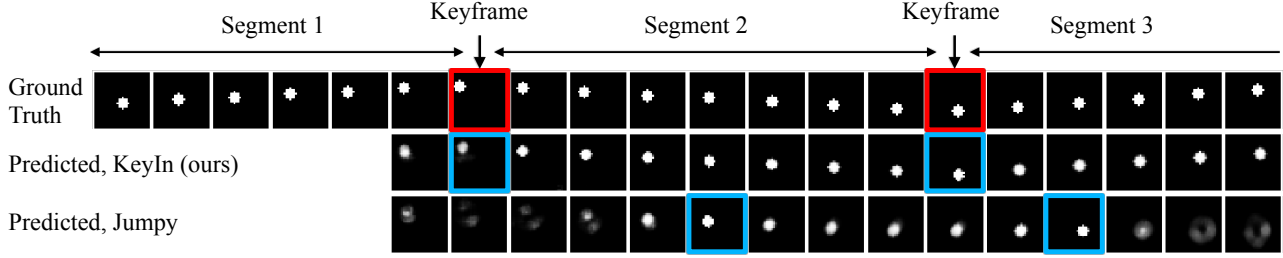 Keyframe
Keyframe
Segment 1
Segment 2
Segment 3
Ground
Truth
Predicted, KeyIn (ours)
Predicted, Jumpy